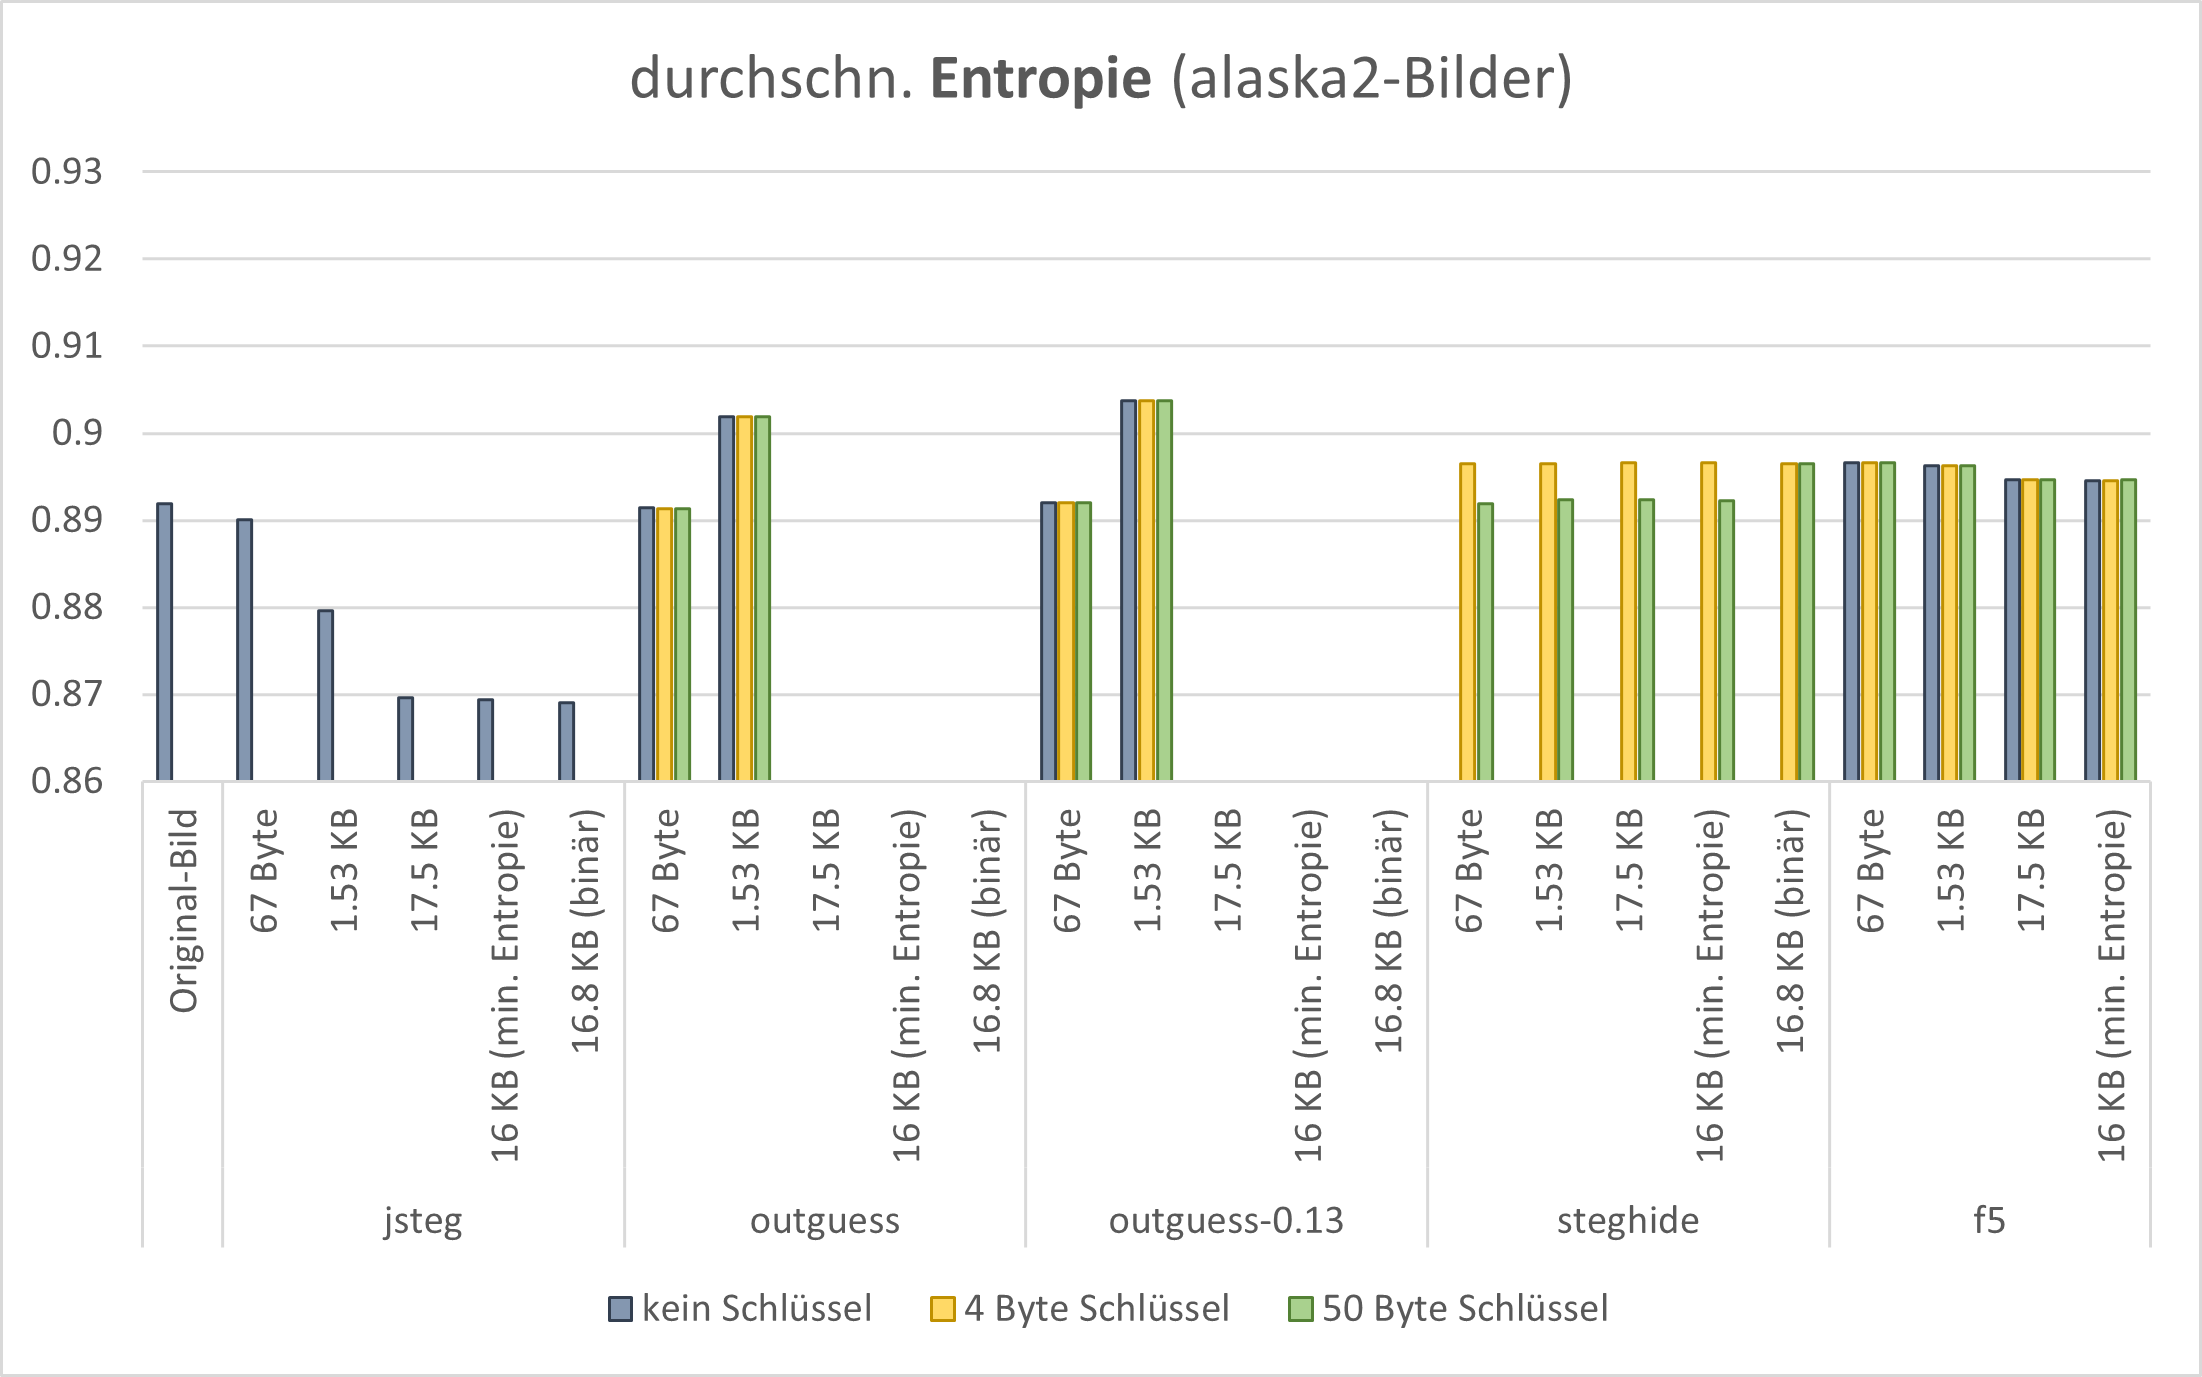 durchschn. Entropie (alaska2-Bilder)
0.93
0.92
0.91
0.9
0.89
0.88
0.87
0.86
Original-Bild
67 Byte
1.53 KB
17.5 KB
16 KB (min. Entropie)
16.8 KB (binär)
67 Byte
1.53 KB
17.5 KB
16 KB (min. Entropie)
16.8 KB (binär)
67 Byte
1.53 KB
17.5 KB
16 KB (min. Entropie)
16.8 KB (binär)
67 Byte
1.53 KB
17.5 KB
16 KB (min. Entropie)
16.8 KB (binär)
67 Byte
1.53 KB
17.5 KB
16 KB (min. Entropie)
jsteg
outguess
outguess-0.13
steghide
f5
kein Schlüssel
4 Byte Schlüssel
50 Byte Schlüssel